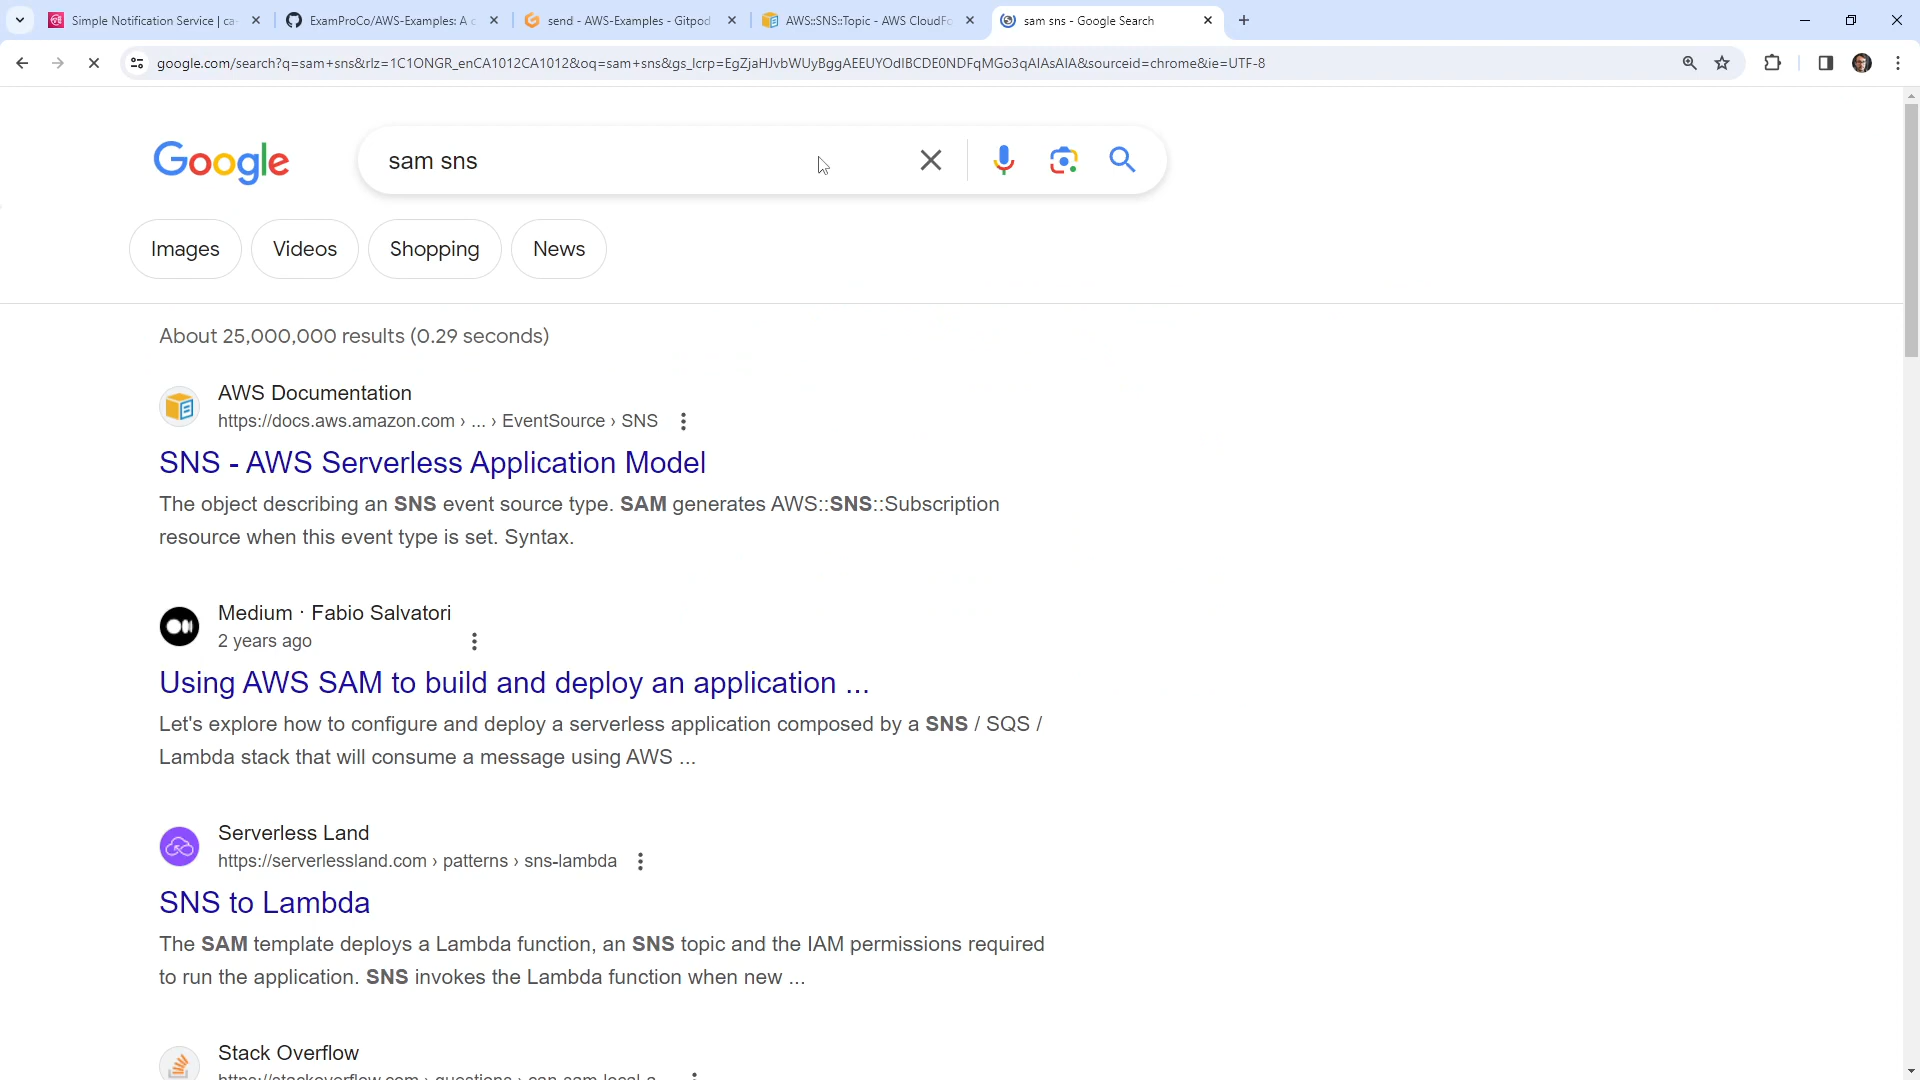 Simple Notification Service | ca-
ExamProCo/AWS-Examples: A c
send - AWS-Examples - Gitpod
AWS::SNS::Topic - AWS CloudFo
sam sns - Google Search
google.com/search?q=sam+sns&rlz=1C1ONGR_enCA1012CA1012&oq=sam+sns&gs_lcrp=EgZjaHJvbWUyBggAEEUYOdIBCDE0NDFqMGo3qAIAsAIA&sourceid=chrome&ie=UTF-8
Google
sam sns
Images
Videos
Shopping
News
About 25,000,000 results (0.29 seconds)
AWS Documentation
https://docs.aws.amazon.com › ... › EventSource › SNS
SNS - AWS Serverless Application Model
The object describing an SNS event source type. SAM generates AWS::SNS::Subscription
resource when this event type is set. Syntax.
Medium · Fabio Salvatori
2 years ago
Using AWS SAM to build and deploy an application ...
Let's explore how to configure and deploy a serverless application composed by a SNS / SQS /
Lambda stack that will consume a message using AWS ...
Serverless Land
https://serverlessland.com › patterns › sns-lambda
SNS to Lambda
The SAM template deploys a Lambda function, an SNS topic and the IAM permissions required
to run the application. SNS invokes the Lambda function when new ...
Stack Overflow
https://stackoverflow.com › questions › can-sam-local-a...